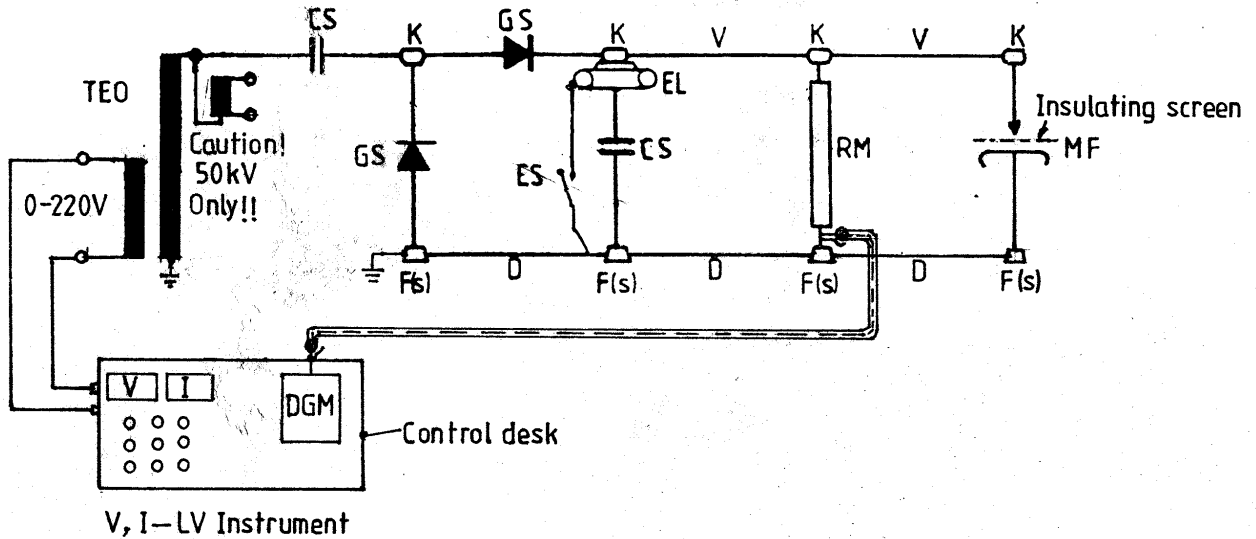 CS
K
GS
K
V
K
V
K
TEO
EL
Insulating screen
Caution!
50kV
Only!!
GS
ES
CS
RM
MF
0-220V
F(s)
D
F(s)
D
F(s)
D
F(s)
V
I
DGM
Control desk
V, I-LV Instrument